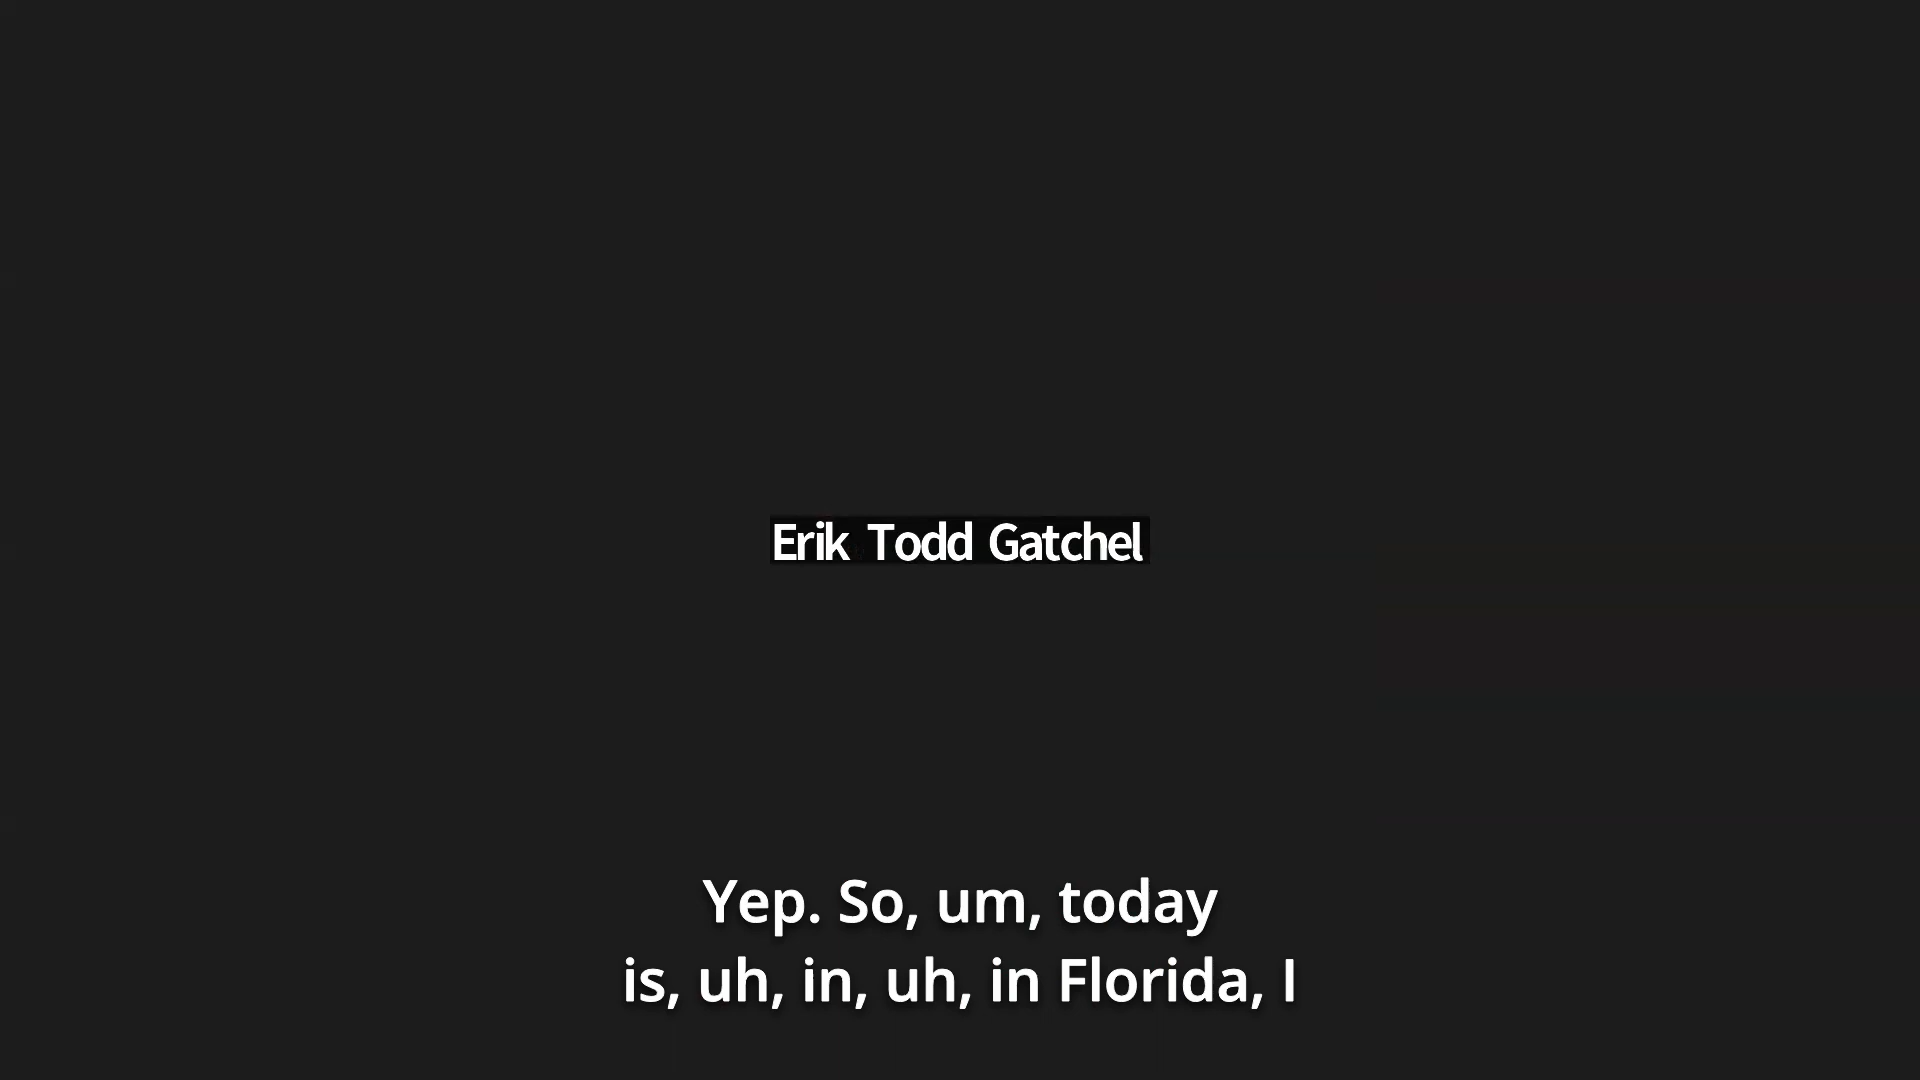 Erik Todd Gatchel
Yep. So, um, today
is, uh, in, uh, in Florida, I